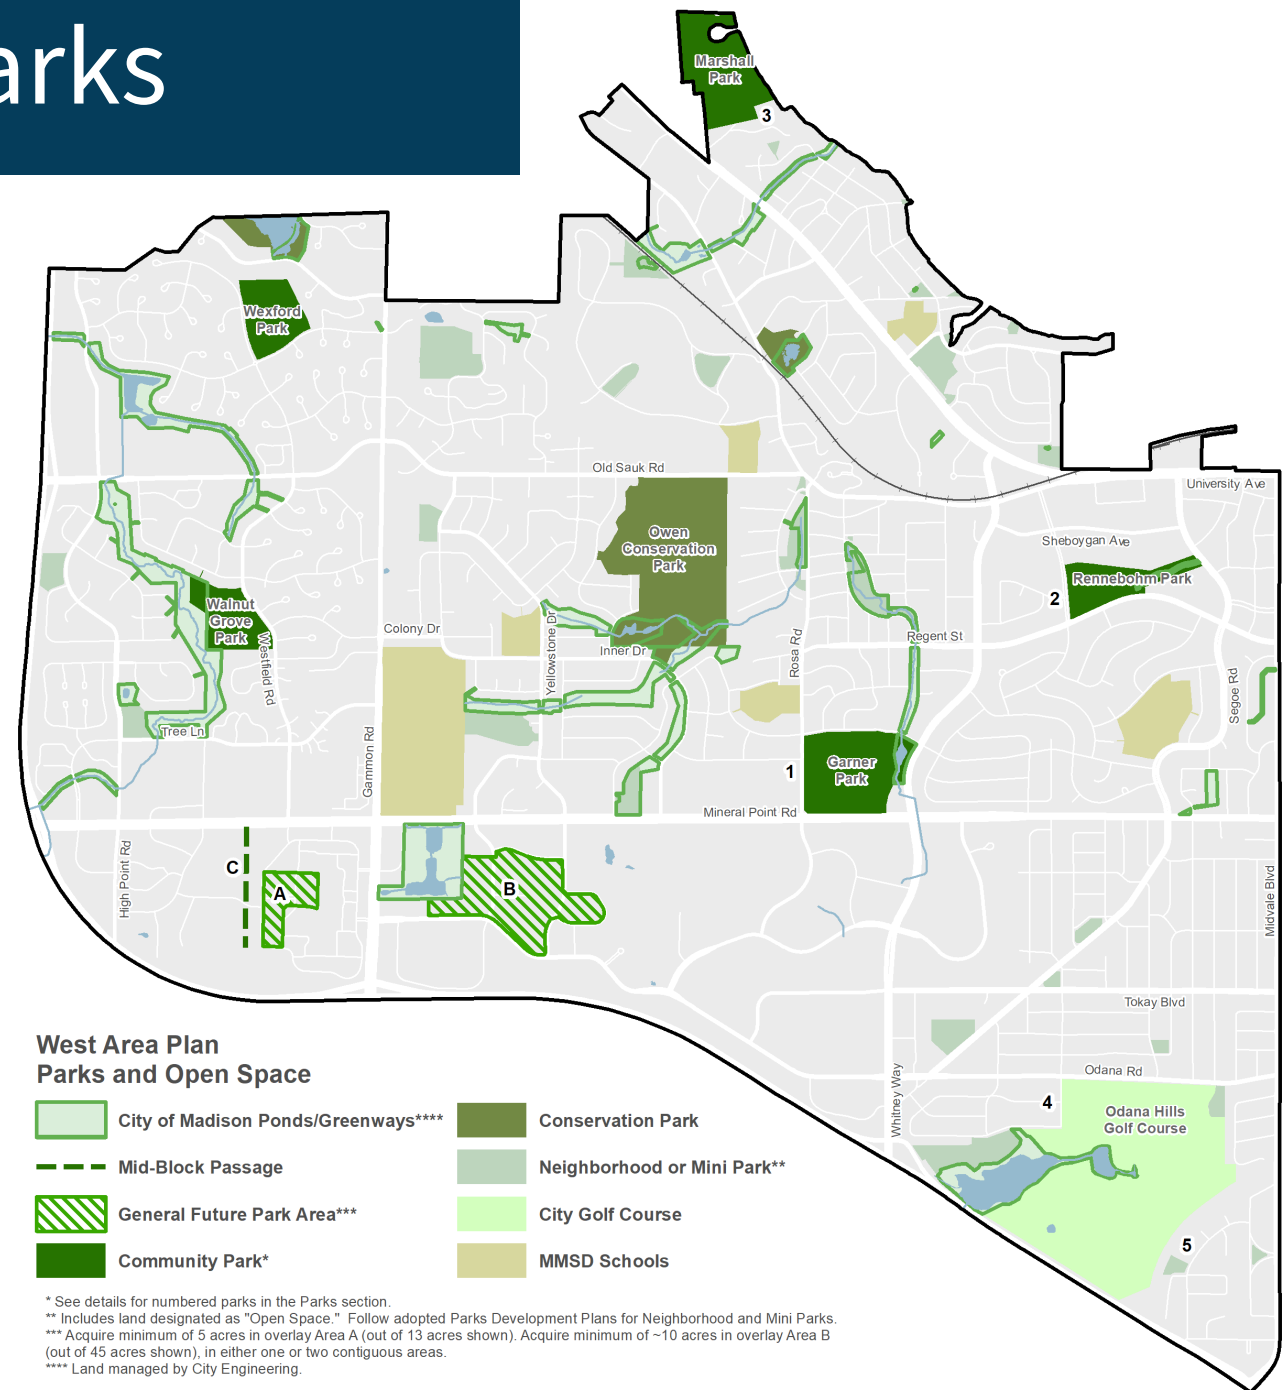 arks
Marshall
Park
3
Wexford
Park
Old Sauk Rd
University Ave
Owen
Conservation
Park
Sheboygan Ave
Rennebohm Park
2
Walnut
Grove
Park
Westfield Rd
Colony Dr
Yellowstone Dr
Inner Dr
Rosa Rd
Regent St
Segoe Rd
Tree Ln
Gammon Rd
1
Garner
Park
Mineral Point Rd
High Point Rd
C
A
B
Midvale Blvd
Tokay Blvd
Whitney Way
Odana Rd
4
Odana Hills
Golf Course
5
West Area Plan
Parks and Open Space
City of Madison Ponds/Greenways****
Mid-Block Passage
General Future Park Area***
Community Park*
Conservation Park
Neighborhood or Mini Park**
City Golf Course
MMSD Schools
* See details for numbered parks in the Parks section.
** Includes land designated as "Open Space." Follow adopted Parks Development Plans for Neighborhood and Mini Parks.
*** Acquire minimum of 5 acres in overlay Area A (out of 13 acres shown). Acquire minimum of ~10 acres in overlay Area B
(out of 45 acres shown), in either one or two contiguous areas.
**** Land managed by City Engineering.